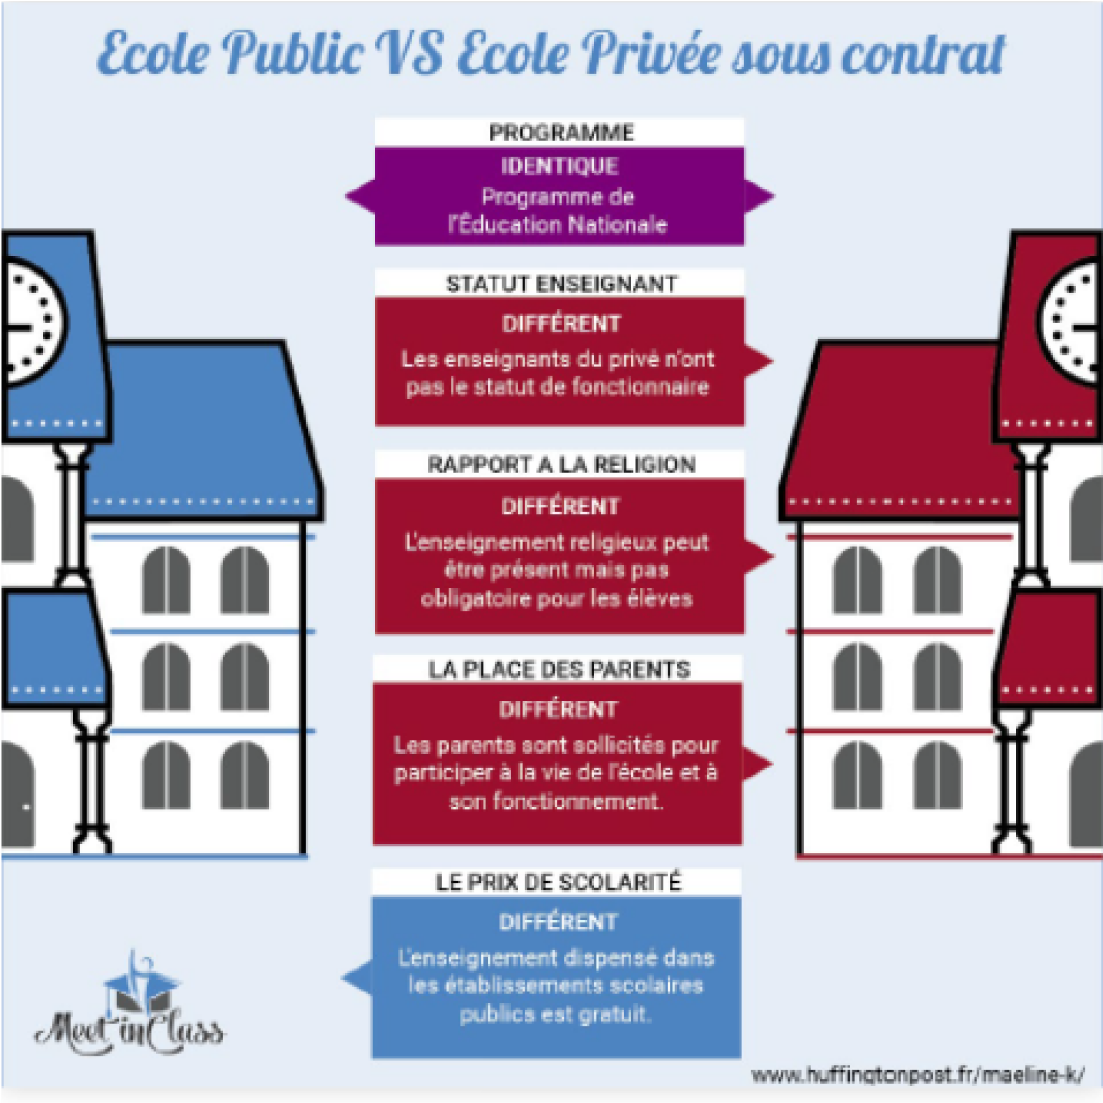 Ecole Public VS Ecole Privée sous contrat
PROGRAMME
IDENTIQUE
Programme de
l'Éducation Nationale
STATUT ENSEIGNANT
DIFFÉRENT
Les enseignants du privé n'ont
pas le statut de fonctionnaire
RAPPORT A LA RELIGION
DIFFÉRENT
L'enseignement religieux peut
être présent mais pas
obligatoire pour les élèves
LA PLACE DES PARENTS
DIFFÉRENT
Les parents sont sollicités pour
participer à la vie de l'école et à
son fonctionnement.
LE PRIX DE SCOLARITÉ
DIFFÉRENT
L'enseignement dispensé dans
les établissements scolaires
publics est gratuit.
Meet in Class
www.huffingtonpost.fr/maeline-k/